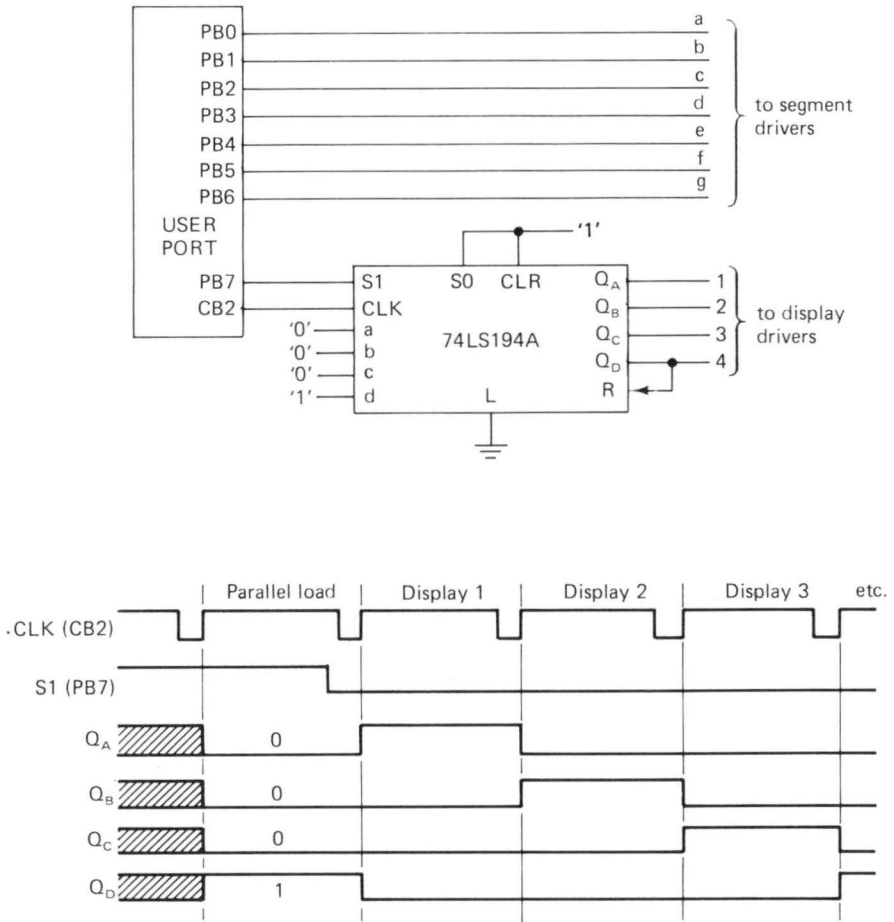 PB0 a
PB1 b
PB2 c
PB3 d
PB4 e
PB5 f
PB6 g
to segment
drivers
USER
PORT
'1'
PB7 S1 S0 CLR QA 1
CB2 CLK QB 2
'0' a
'0' b 74LS194A QC 3
'0' c QD 4
'1' d L R
to display
drivers
Parallel load Display 1 Display 2 Display 3 etc.
.CLK (CB2)
S1 (PB7)
QA 0
QB 0
QC 0
QD 1